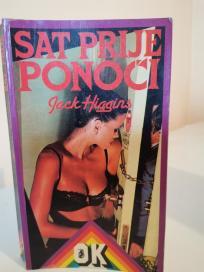 SAT PRIJE
PONOĆI
Jack Higgins
OK